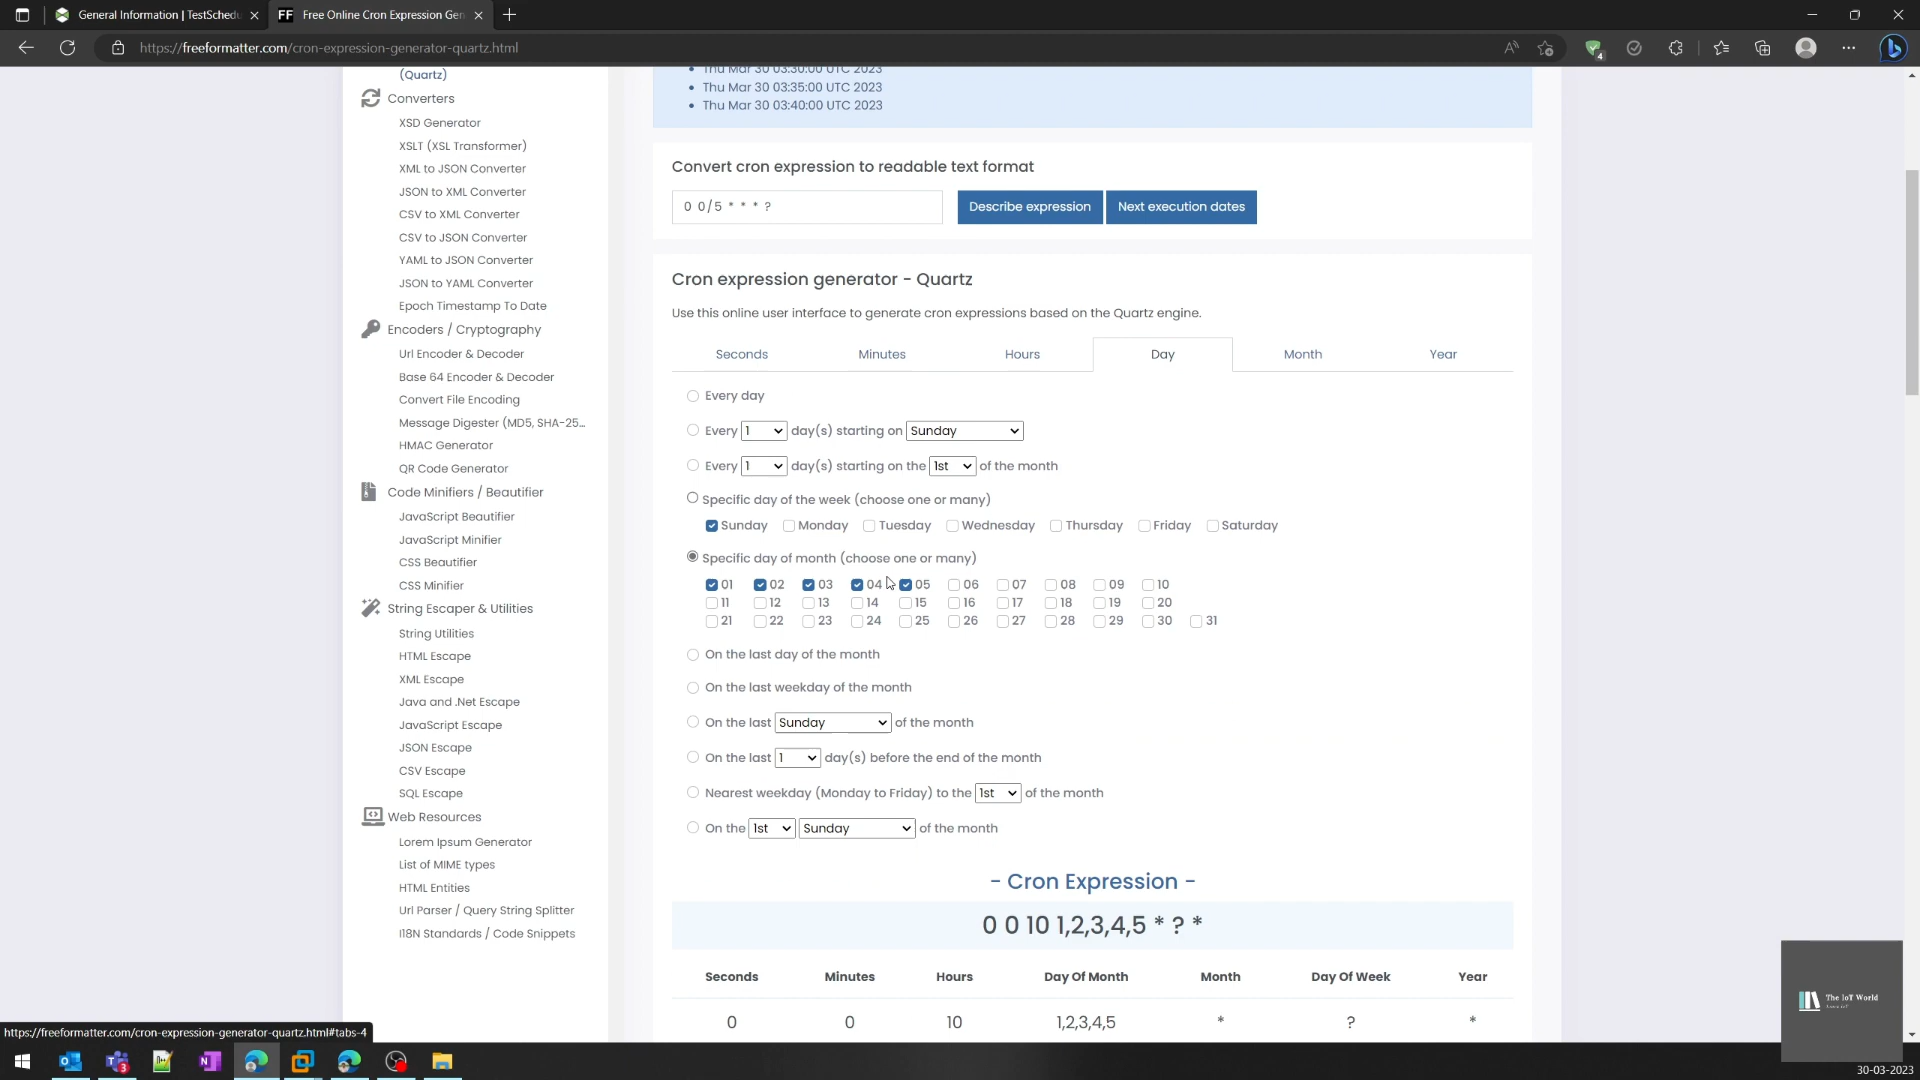 General Information | TestSchedu
Free Online Cron Expression Gen
https://freeformatter.com/cron-expression-generator-quartz.html
4
(Quartz)
Converters
XSD Generator
XSLT (XSL Transformer)
XML to JSON Converter
JSON to XML Converter
CSV to XML Converter
CSV to JSON Converter
YAML to JSON Converter
JSON to YAML Converter
Epoch Timestamp To Date
Encoders / Cryptography
Url Encoder & Decoder
Base 64 Encoder & Decoder
Convert File Encoding
Message Digester (MD5, SHA-25...
HMAC Generator
QR Code Generator
Code Minifiers / Beautifier
JavaScript Beautifier
JavaScript Minifier
CSS Beautifier
CSS Minifier
String Escaper & Utilities
String Utilities
HTML Escape
XML Escape
Java and .Net Escape
JavaScript Escape
JSON Escape
CSV Escape
SQL Escape
Web Resources
Lorem Ipsum Generator
List of MIME types
HTML Entities
Url Parser / Query String Splitter
I18N Standards / Code Snippets
Thu Mar 30 03:30:00 UTC 2023
Thu Mar 30 03:35:00 UTC 2023
Thu Mar 30 03:40:00 UTC 2023
Convert cron expression to readable text format
0 0/5 * * * ? Describe expression Next execution dates
Cron expression generator - Quartz
Use this online user interface to generate cron expressions based on the Quartz engine.
Seconds Minutes Hours Day Month Year
Every day
Every 1 day(s) starting on Sunday
Every 1 day(s) starting on the 1st of the month
Specific day of the week (choose one or many)
Sunday Monday Tuesday Wednesday Thursday Friday Saturday
Specific day of month (choose one or many)
01 02 03 04 05 06 07 08 09 10
11 12 13 14 15 16 17 18 19 20
21 22 23 24 25 26 27 28 29 30 31
On the last day of the month
On the last weekday of the month
On the last Sunday of the month
On the last 1 day(s) before the end of the month
Nearest weekday (Monday to Friday) to the 1st of the month
On the 1st Sunday of the month
- Cron Expression -
0 0 10 1,2,3,4,5 * ? *
Seconds Minutes Hours Day Of Month Month Day Of Week Year
0 0 10 1,2,3,4,5 * ? *
The IoT World
https://freeformatter.com/cron-expression-generator-quartz.html#tabs-4
3
30-03-2023